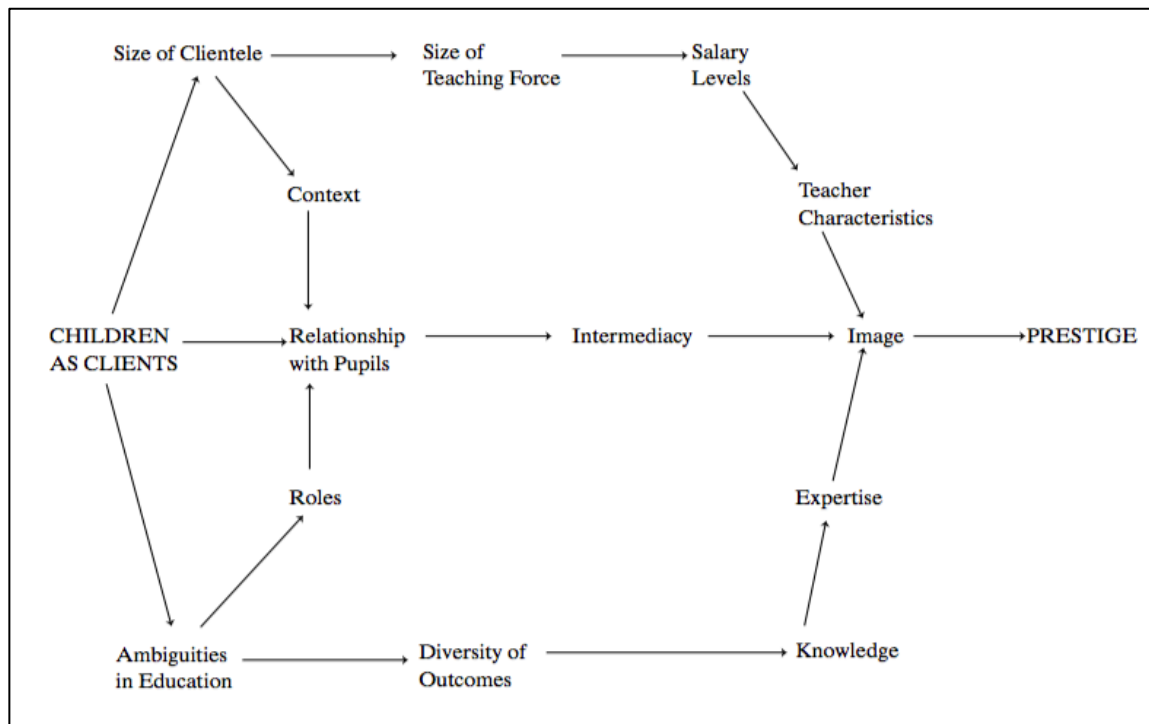 Size of Clientele
Size of
Teaching Force
Salary
Levels
Context
Teacher
Characteristics
CHILDREN
AS CLIENTS
Relationship
with Pupils
Intermediacy
Image
PRESTIGE
Roles
Expertise
Ambiguities
in Education
Diversity of
Outcomes
Knowledge